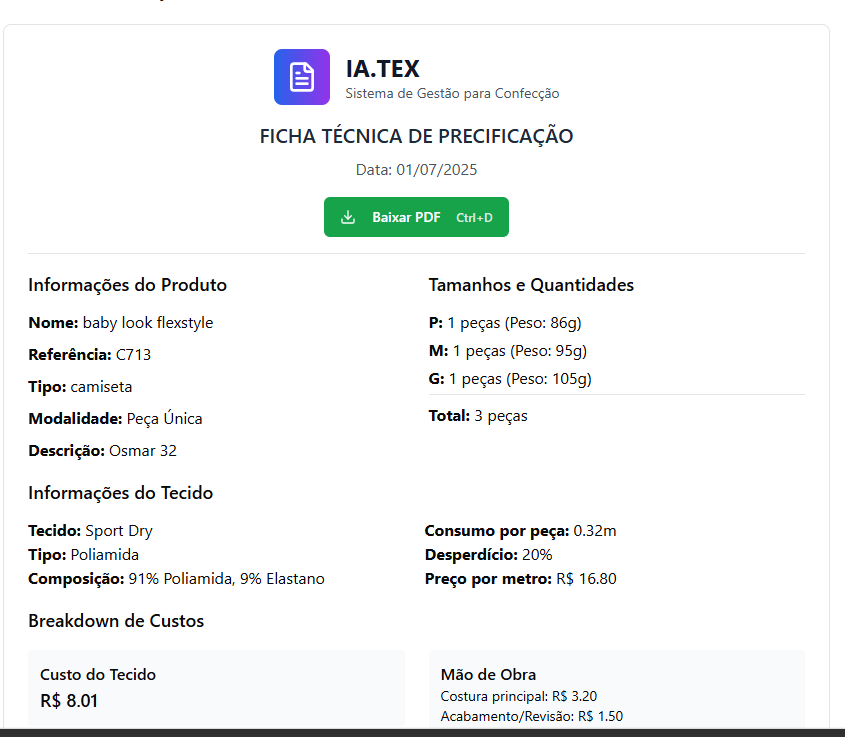 IA.TEX
Sistema de Gestão para Confecção
FICHA TÉCNICA DE PRECIFICAÇÃO
Data: 01/07/2025
Baixar PDF Ctrl+D
Informações do Produto
Nome: baby look flexstyle
Referência: C713
Tipo: camiseta
Modalidade: Peça Única
Descrição: Osmar 32
Tamanhos e Quantidades
P: 1 peças (Peso: 86g)
M: 1 peças (Peso: 95g)
G: 1 peças (Peso: 105g)
Total: 3 peças
Informações do Tecido
Tecido: Sport Dry
Tipo: Poliamida
Composição: 91% Poliamida, 9% Elastano
Consumo por peça: 0.32m
Desperdício: 20%
Preço por metro: R$ 16.80
Breakdown de Custos
Custo do Tecido
R$ 8.01
Mão de Obra
Costura principal: R$ 3.20
Acabamento/Revisão: R$ 1.50